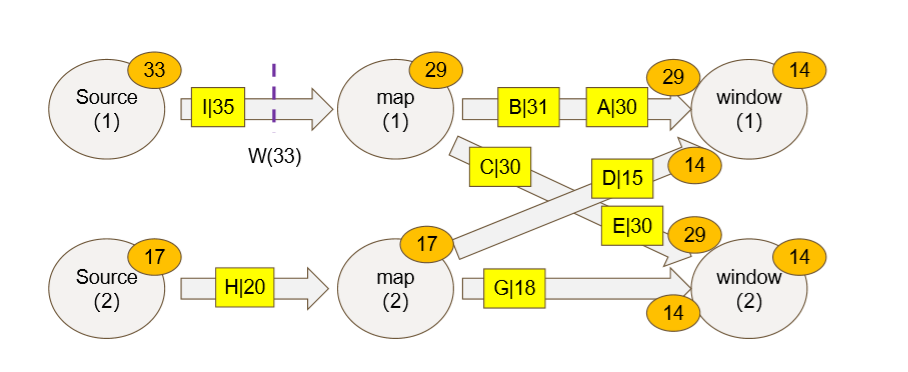 33
29
29
14
Source
(1)
I|35
map
(1)
B|31
A|30
window
(1)
W(33)
C|30
D|15
14
E|30
29
17
17
14
Source
(2)
H|20
map
(2)
G|18
window
(2)
14